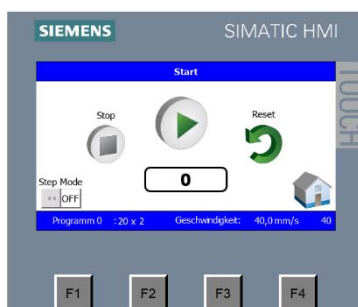 SIEMENS SIMATIC HMI
TOUCH
Start
Stop Reset
0
Step Mode
OFF
Programm 0 :20 x 2 Geschwindigkeit: 40,0 mm/s 40
F1 F2 F3 F4